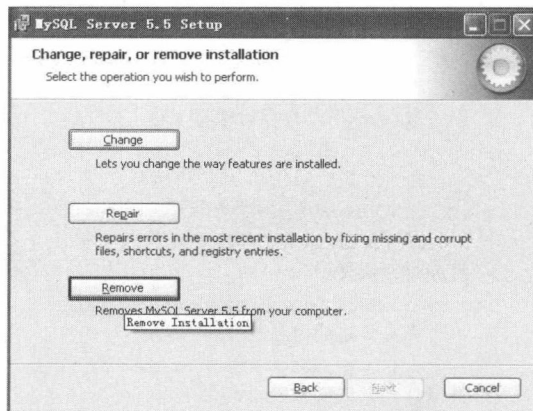 MySQL Server 5.5 Setup
Change, repair, or remove installation
Select the operation you wish to perform.
Change
Lets you change the way features are installed.
Repair
Repairs errors in the most recent installation by fixing missing and corrupt
files, shortcuts, and registry entries.
Remove
Removes MySQL Server 5.5 from your computer.
Remove Installation
Back
Next
Cancel